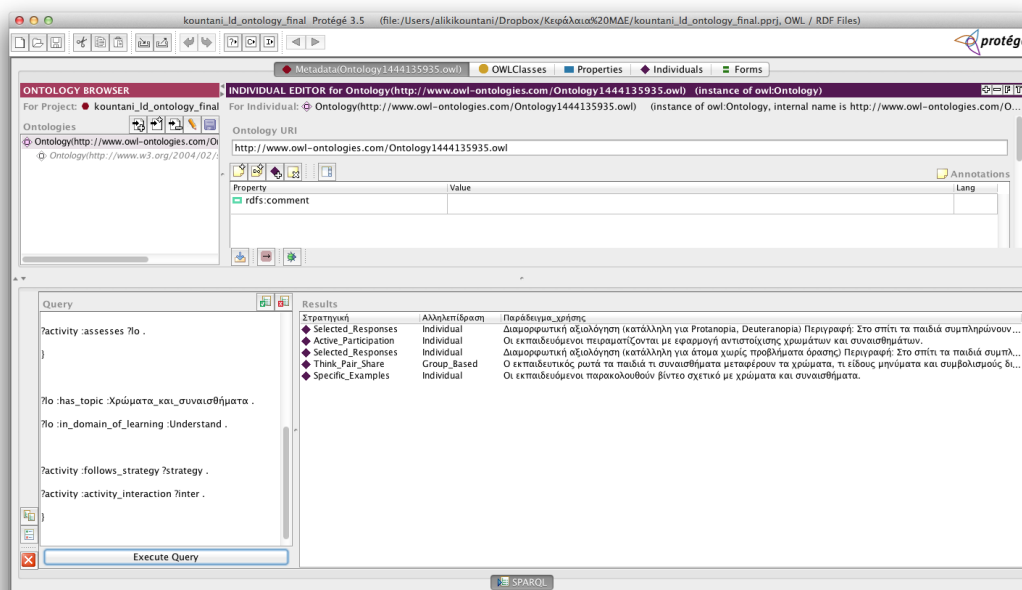 kountani_ld_ontology_final Protégé 3.5 (file:/Users/alikikountani/Dropbox/Κεφάλαια%20ΜΔΕ/kountani_ld_ontology_final.pprj, OWL / RDF Files)
protégé
Metadata(Ontology1444135935.owl) OWLClasses Properties Individuals Forms
ONTOLOGY BROWSER
For Project: kountani_ld_ontology_final
Ontologies
Ontology(http://www.owl-ontologies.com/O
Ontology(http://www.w3.org/2004/02/
INDIVIDUAL EDITOR for Ontology(http://www.owl-ontologies.com/Ontology1444135935.owl) (instance of owl:Ontology)
For Individual: Ontology(http://www.owl-ontologies.com/Ontology1444135935.owl) (instance of owl:Ontology, internal name is http://www.owl-ontologies.com/O...
Ontology URI
http://www.owl-ontologies.com/Ontology1444135935.owl
Annotations
Property Value Lang
rdfs:comment
Query
?activity :assesses ?lo .
}
?lo :has_topic :Χρώματα_και_συναισθήματα .
?lo :in_domain_of_learning :Understand .
?activity :follows_strategy ?strategy .
?activity :activity_interaction ?inter .
}
Execute Query
Results
Στρατηγική Αλληλεπίδραση Παράδειγμα_χρήσης
Selected_Responses Individual Διαμορφωτική αξιολόγηση (κατάλληλη για Protanopia, Deuteranopia) Περιγραφή: Στο σπίτι τα παιδιά συμπληρώνουν...
Active_Participation Individual Οι εκπαιδευόμενοι πειραματίζονται με εφαρμογή αντιστοίχισης χρωμάτων και συναισθημάτων.
Selected_Responses Individual Διαμορφωτική αξιολόγηση (κατάλληλη για άτομα χωρίς προβλήματα όρασης) Περιγραφή: Στο σπίτι τα παιδιά συμπλ...
Think_Pair_Share Group_Based Ο εκπαιδευτικός ρωτά τα παιδιά τι συναισθήματα μεταφέρουν τα χρώματα, τι είδους μηνύματα και συμβολισμούς δι...
Specific_Examples Individual Οι εκπαιδευόμενοι παρακολουθούν βίντεο σχετικό με χρώματα και συναισθήματα.
SPARQL